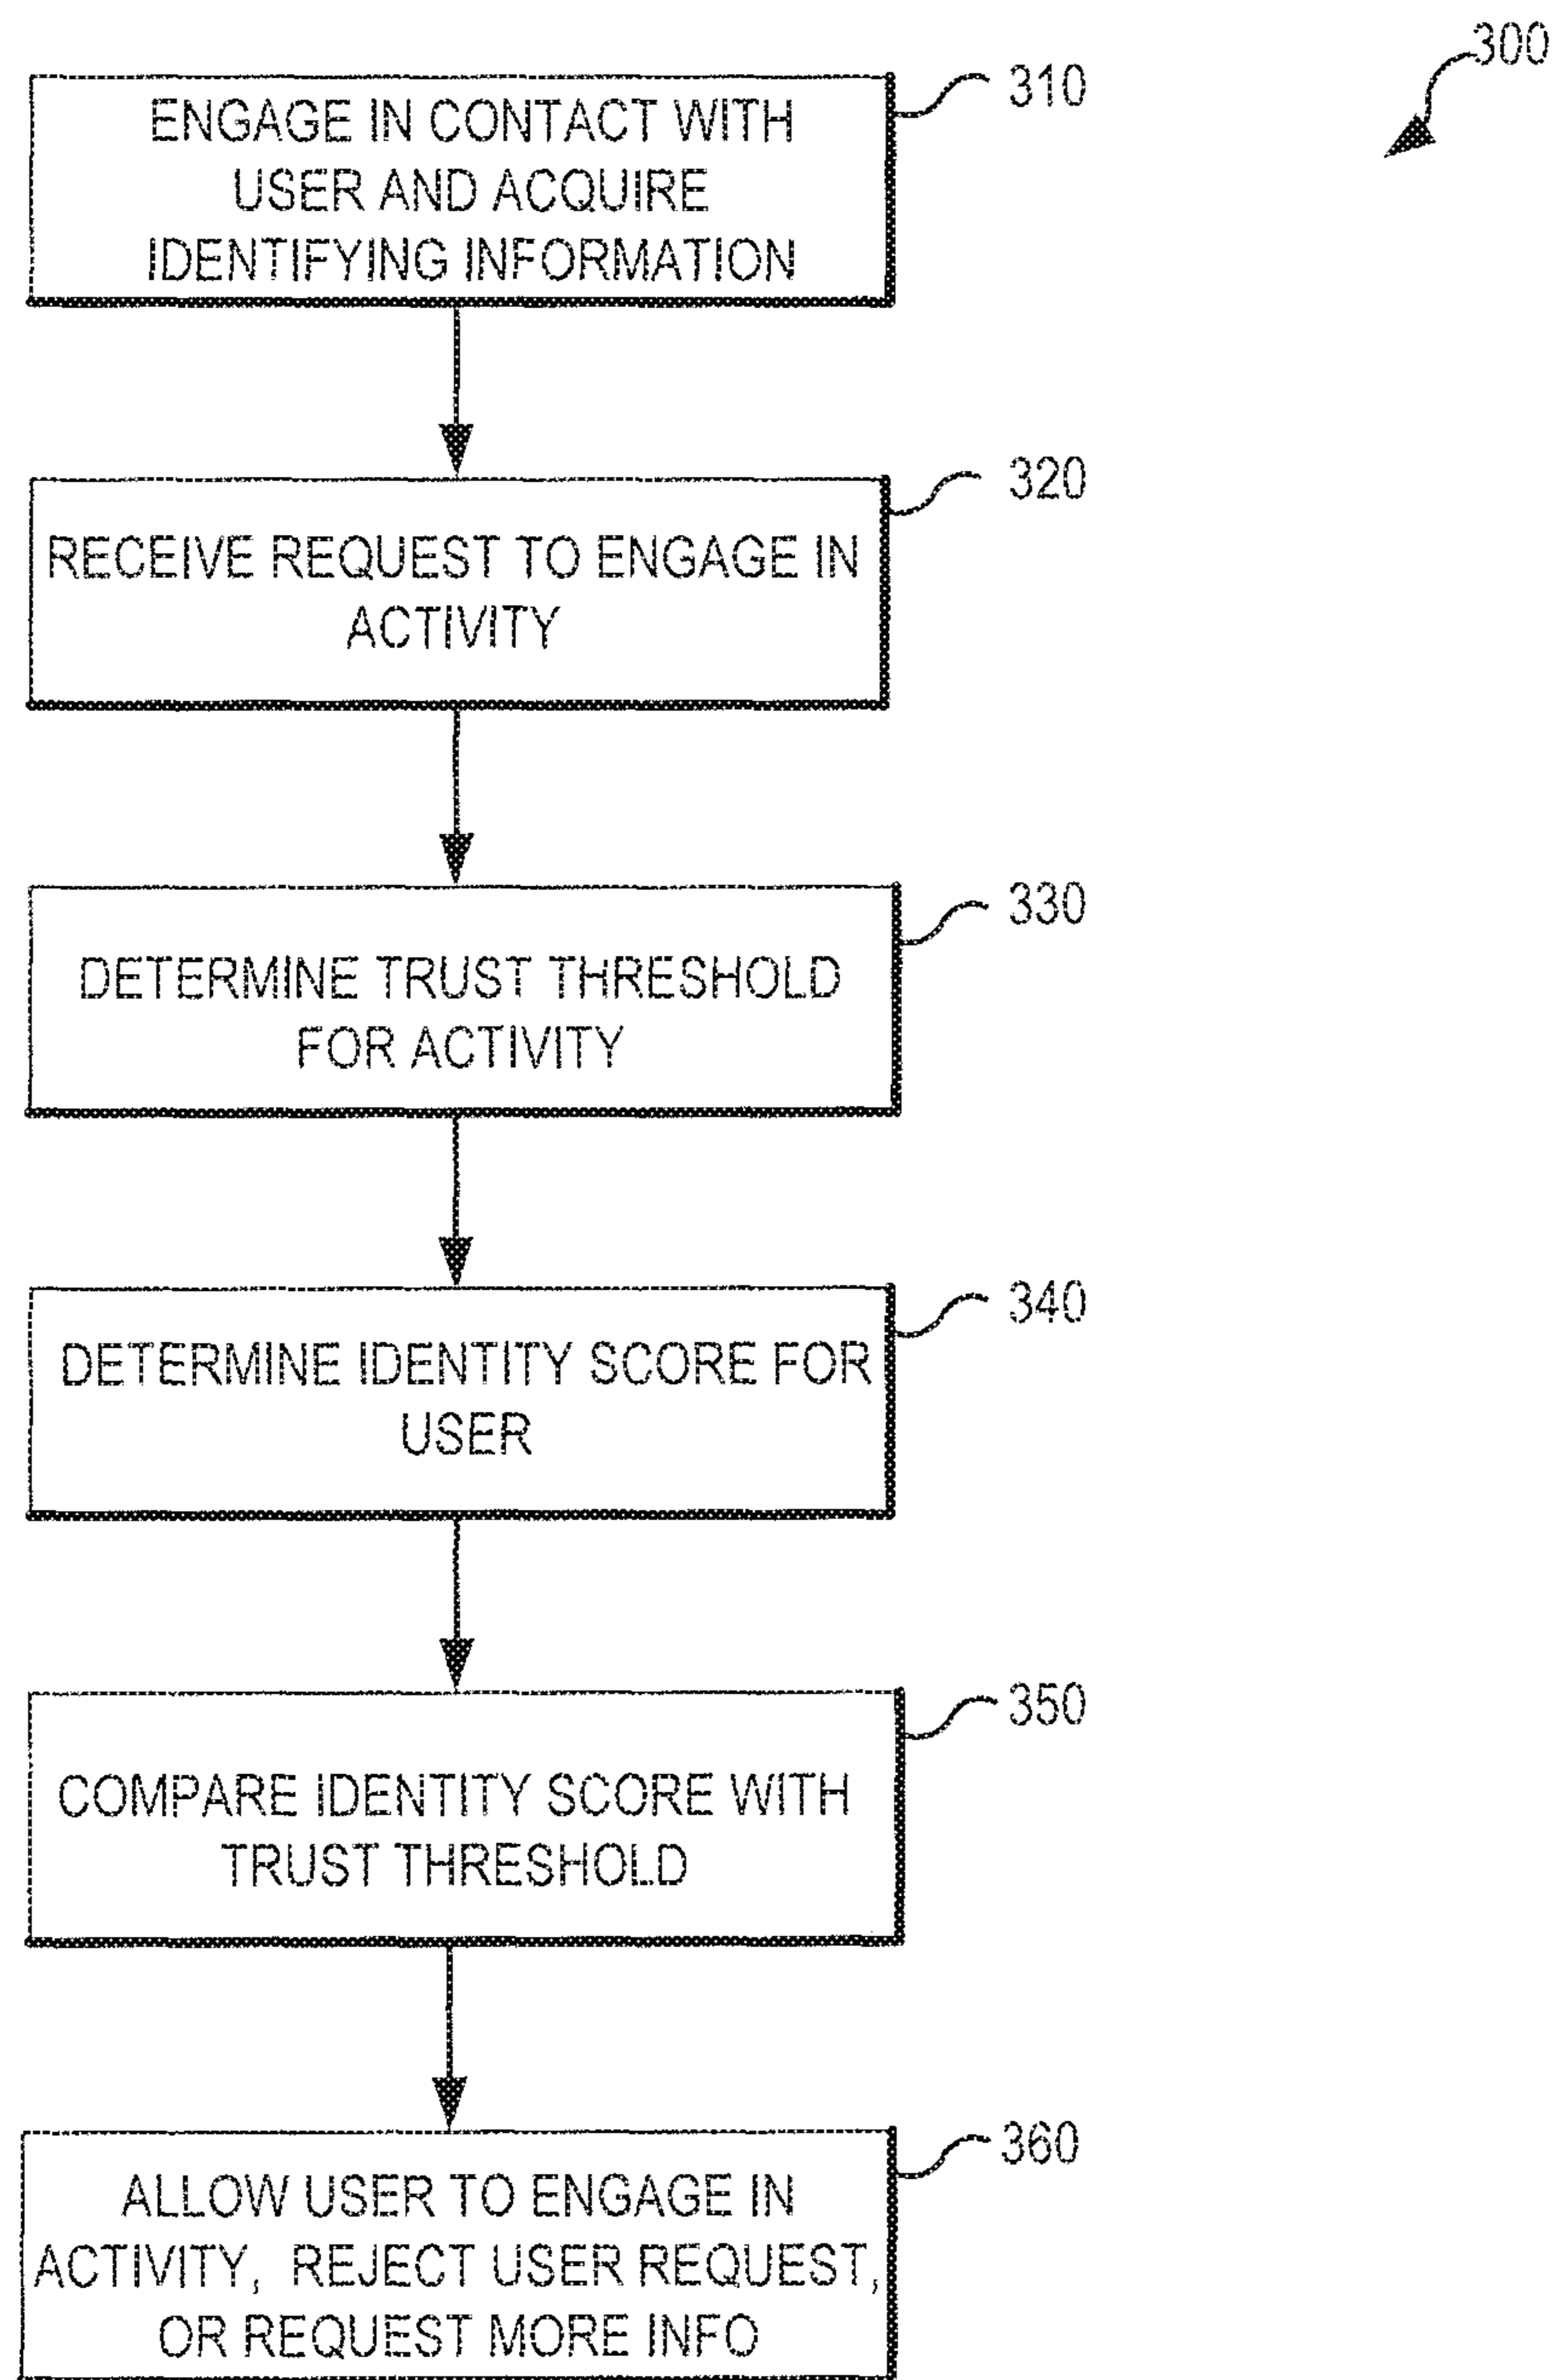 300
310
ENGAGE IN CONTACT WITH
USER AND ACQUIRE
IDENTIFYING INFORMATION
320
RECEIVE REQUEST TO ENGAGE IN
ACTIVITY
330
DETERMINE TRUST THRESHOLD
FOR ACTIVITY
340
DETERMINE IDENTITY SCORE FOR
USER
350
COMPARE IDENTITY SCORE WITH
TRUST THRESHOLD
360
ALLOW USER TO ENGAGE IN
ACTIVITY, REJECT USER REQUEST,
OR REQUEST MORE INFO